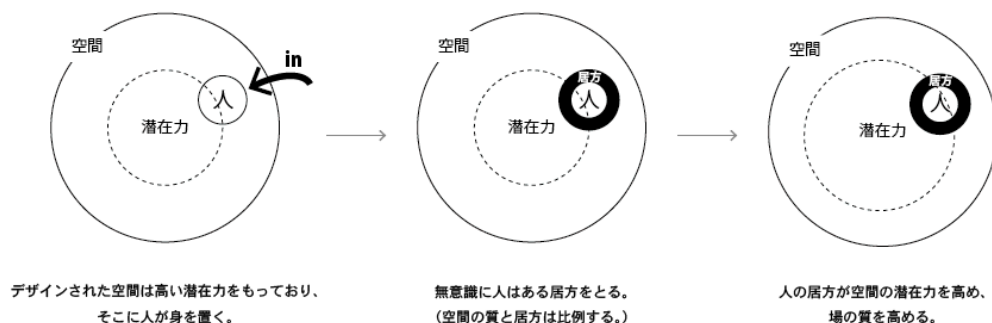 空間
in
人
潜在力
空間
居方
人
潜在力
空間
居方
人
潜在力
デザインされた空間は高い潜在力をもっており、
そこに人が身を置く。
無意識に人はある居方をとる。
(空間の質と居方は比例する。)
人の居方が空間の潜在力を高め、
場の質を高める。